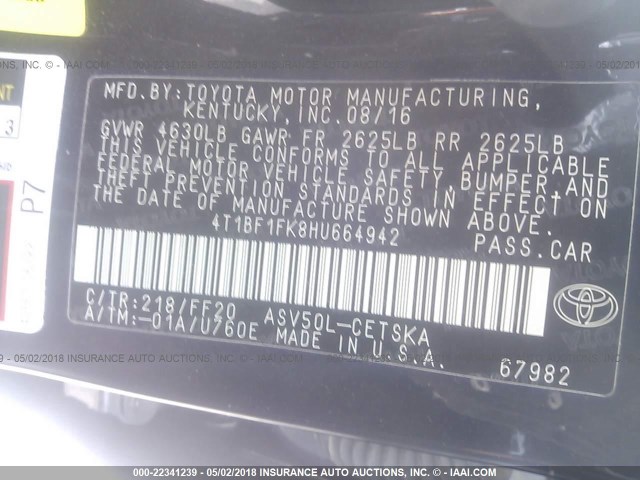 MFD.BY:TOYOTA MOTOR MANUFACTURING,
KENTUCKY,INC.08/16
GVWR 4630LB GAWR FR 2625LB RR 2625LB
THIS VEHICLE CONFORMS TO ALL APPLICABLE
FEDERAL MOTOR VEHICLE SAFETY,BUMPER,AND
THEFT PREVENTION STANDARDS IN EFFECT ON
THE DATE OF MANUFACTURE SHOWN ABOVE.
4T1BF1FK8HU664942
PASS.CAR
C/TR:218/FF20 ASV50L-CETSKA
A/TM:-01A/U760E MADE IN U.S.A.
67982
3
P7
000-22341239 - 05/02/2018 INSURANCE AUTO AUCTIONS, INC. - IAAI.COM